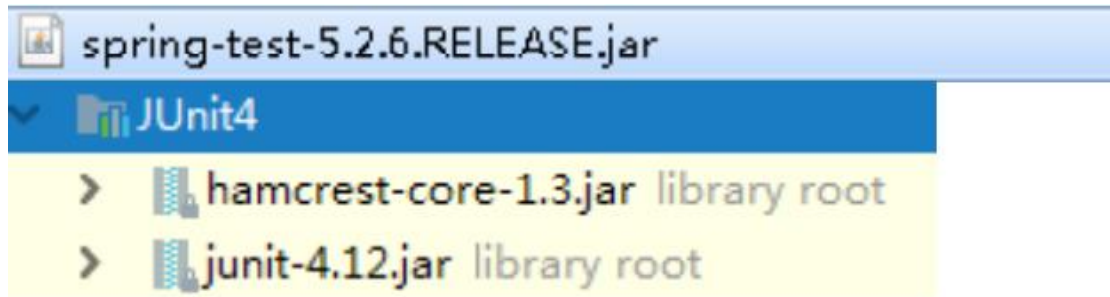 spring-test-5.2.6.RELEASE.jar
JUnit4
hamcrest-core-1.3.jar library root
junit-4.12.jar library root